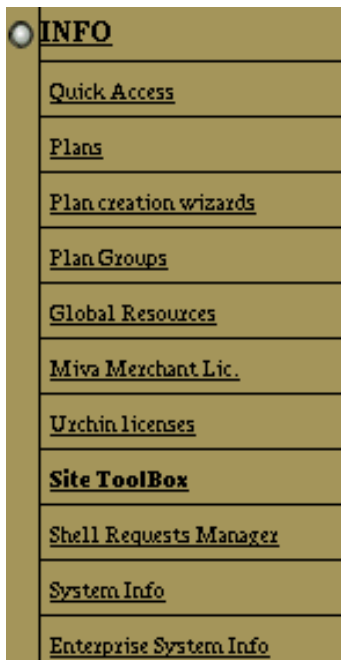 INFO
Quick Access
Plans
Plan creation wizards
Plan Groups
Global Resources
Miva Merchant Lic.
Urchin licenses
Site ToolBox
Shell Requests Manager
System Info
Enterprise System Info